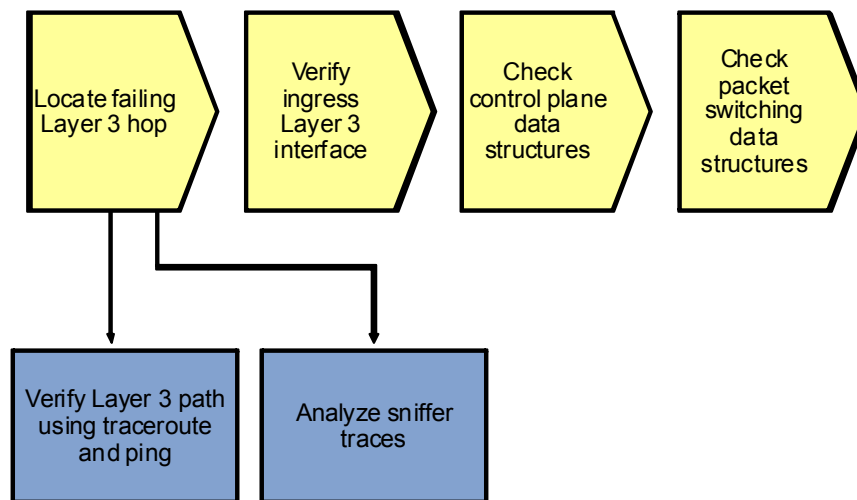 Locate failing
Layer 3 hop
Verify
ingress
Layer 3
interface
Check
control plane
data
structures
Check
packet
switching
data
structures
Verify Layer 3 path
using traceroute
and ping
Analyze sniffer
traces